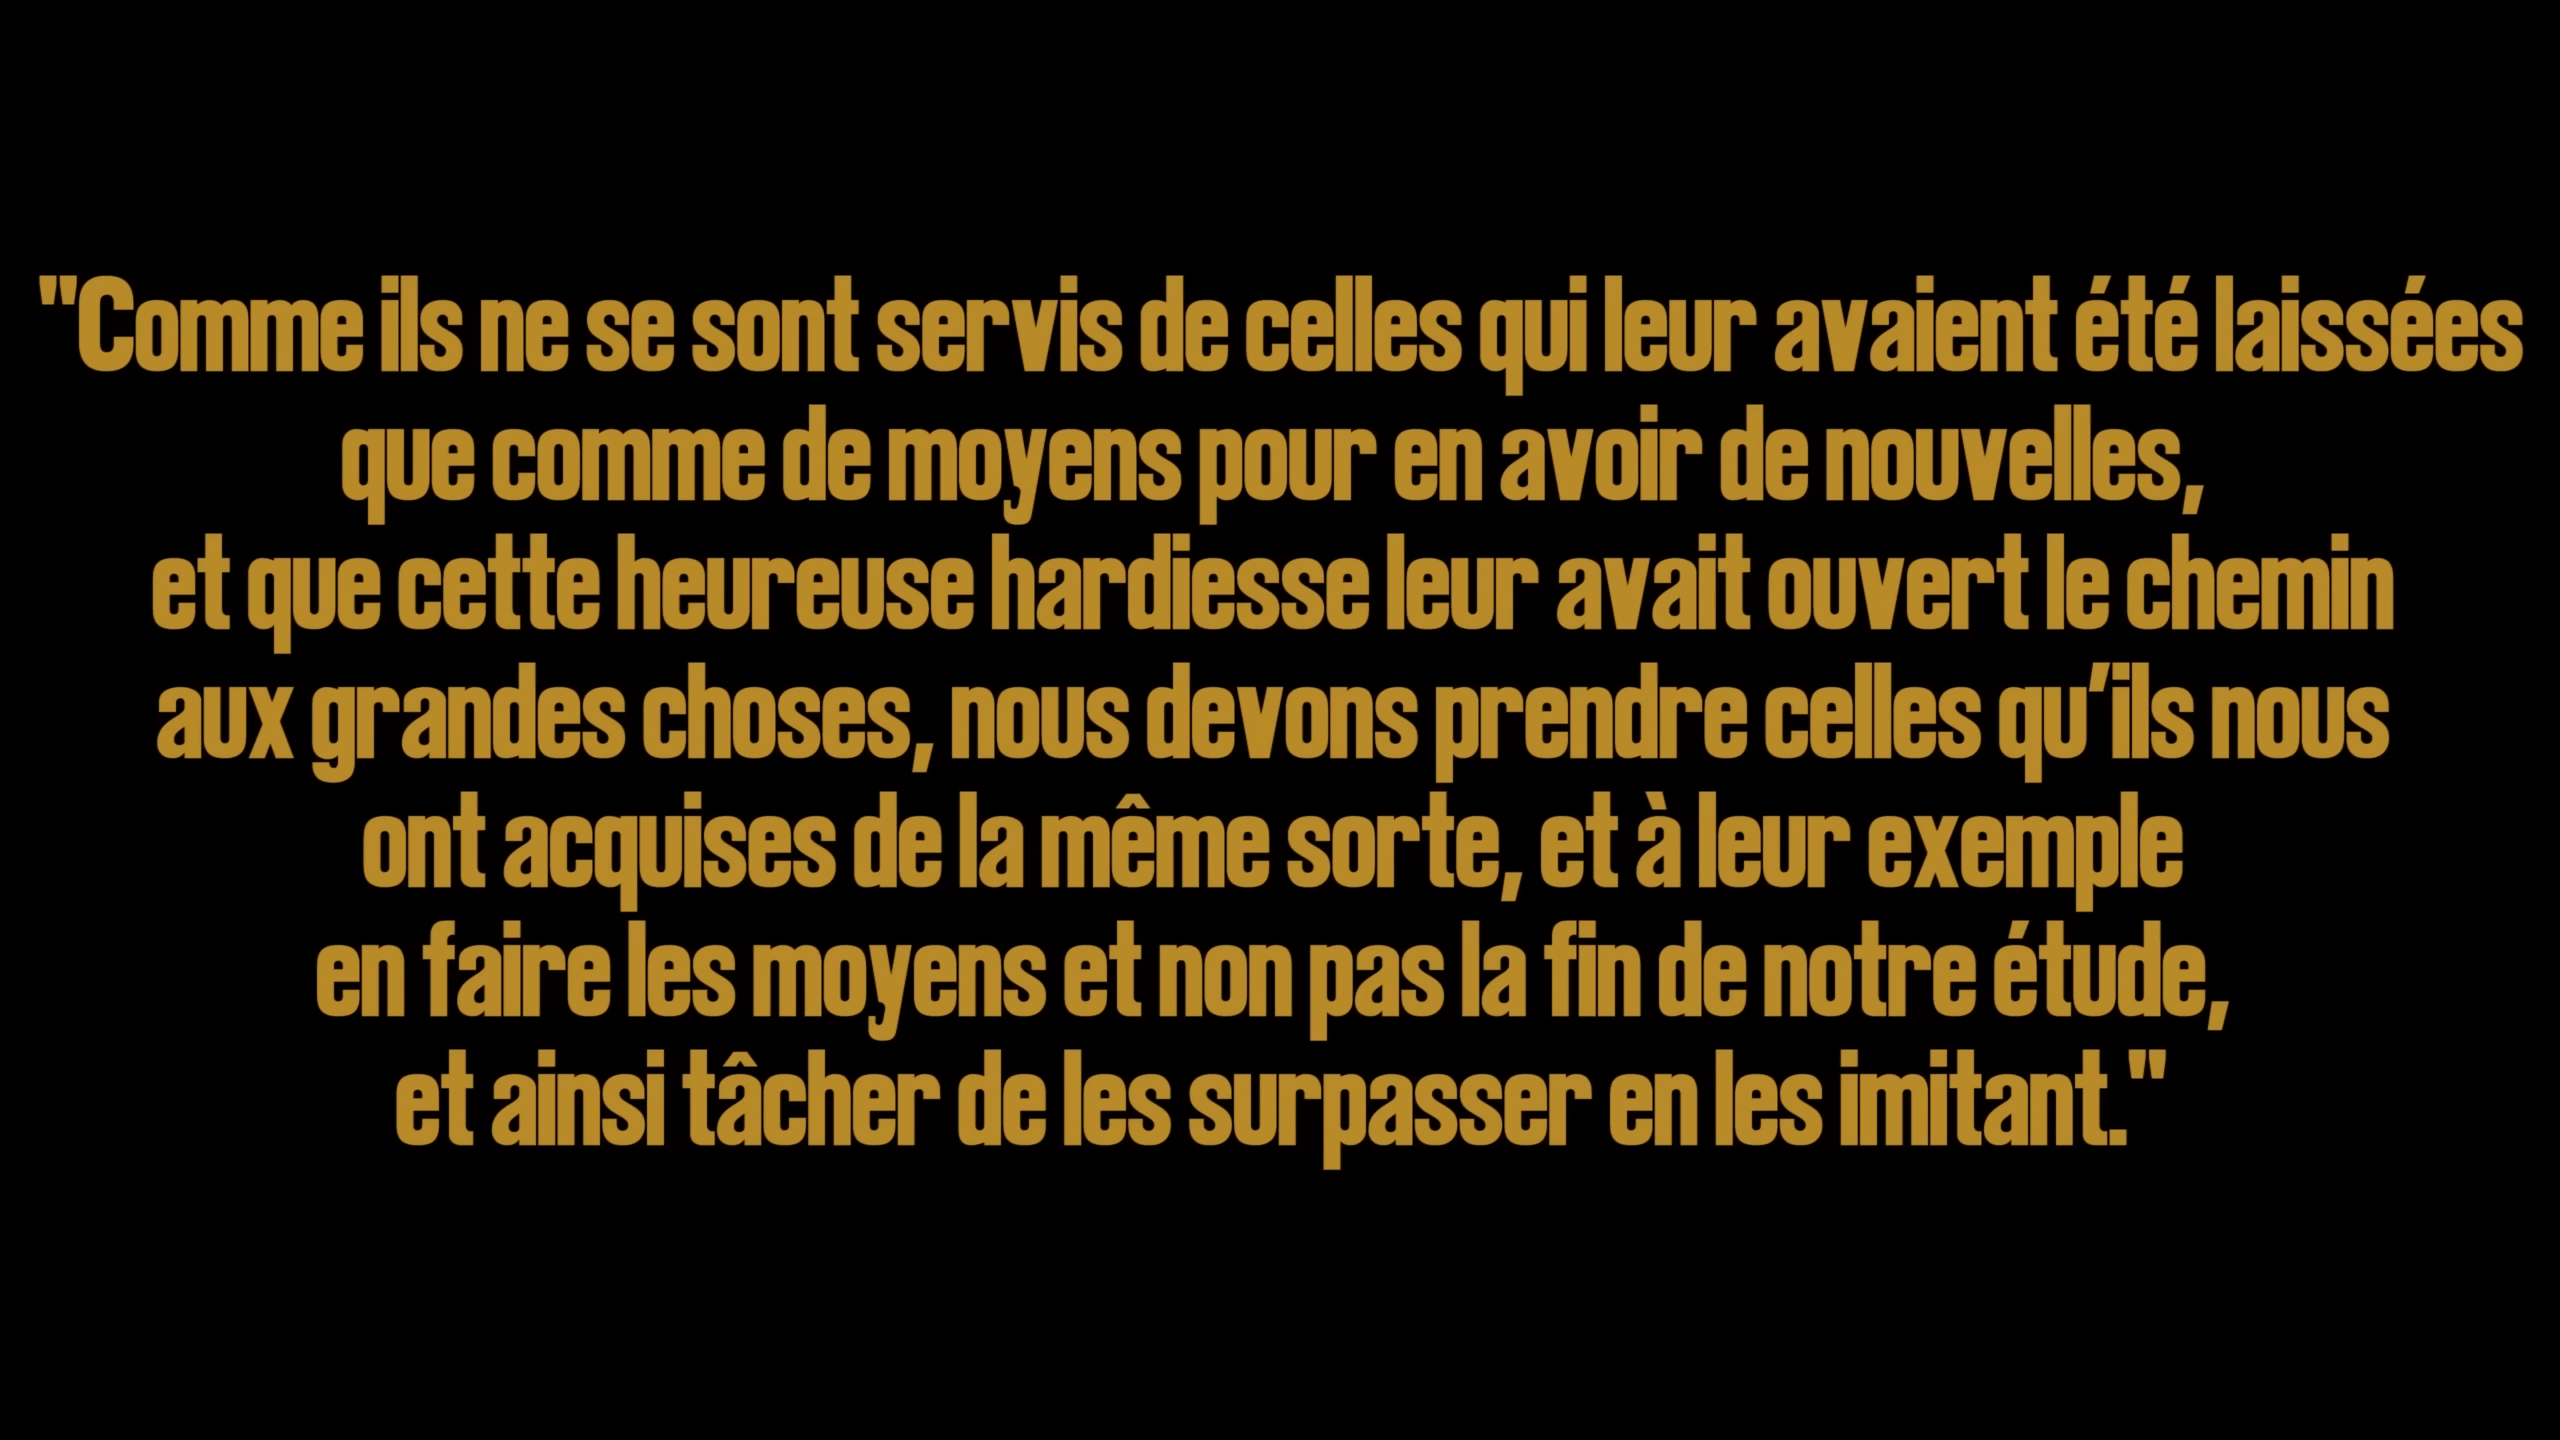 "Comme ils ne se sont servis de celles qui leur avaient été laissées
que comme de moyens pour en avoir de nouvelles,
et que cette heureuse hardiesse leur avait ouvert le chemin
aux grandes choses, nous devons prendre celles qu'ils nous
ont acquises de la même sorte, et à leur exemple
en faire les moyens et non pas la fin de notre étude,
et ainsi tâcher de les surpasser en les imitant."